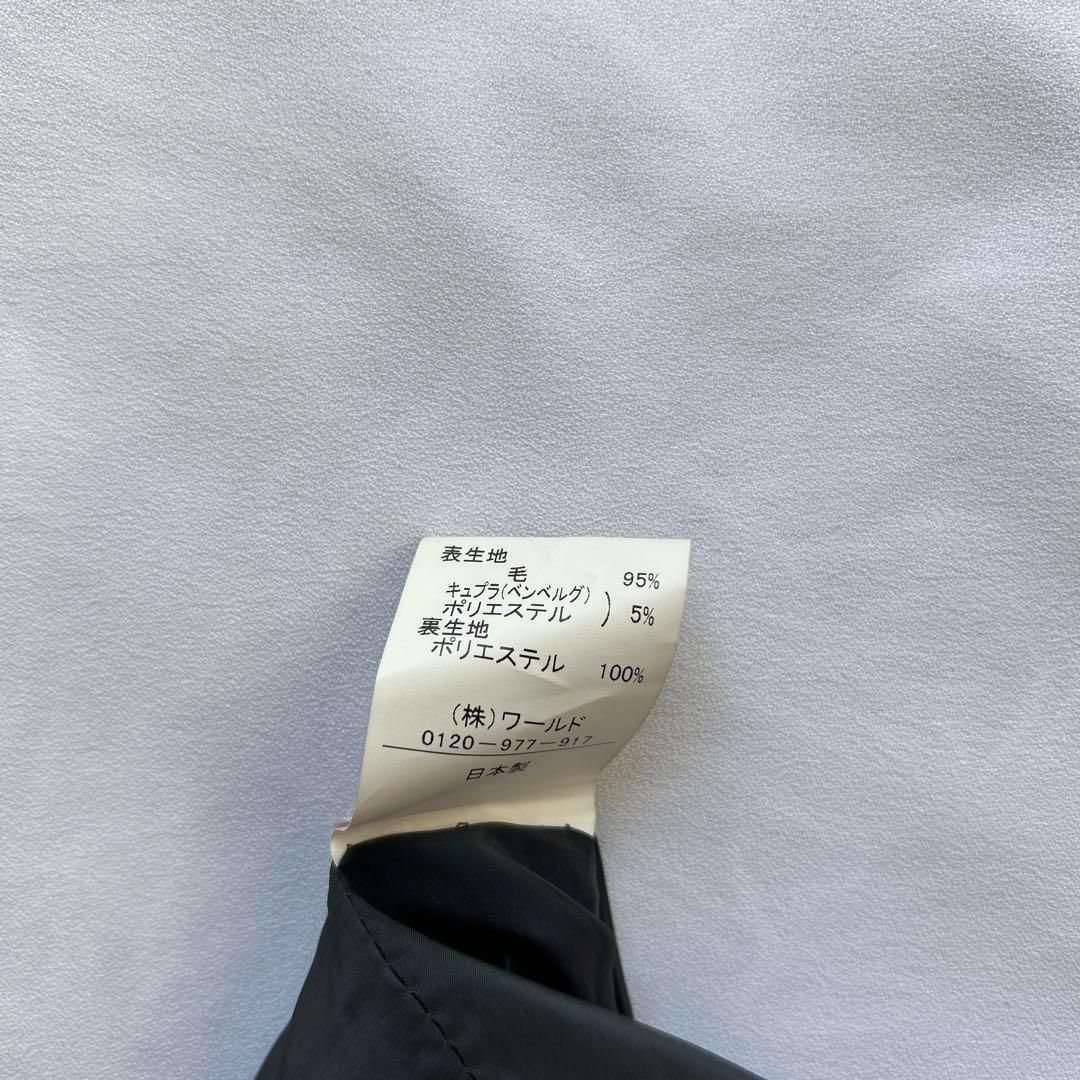 表生地
毛 95%
キュプラ(ベンベルグ)
ポリエステル ) 5%
裏生地
ポリエステル 100%
(株)ワールド
0120-977-917
日本製